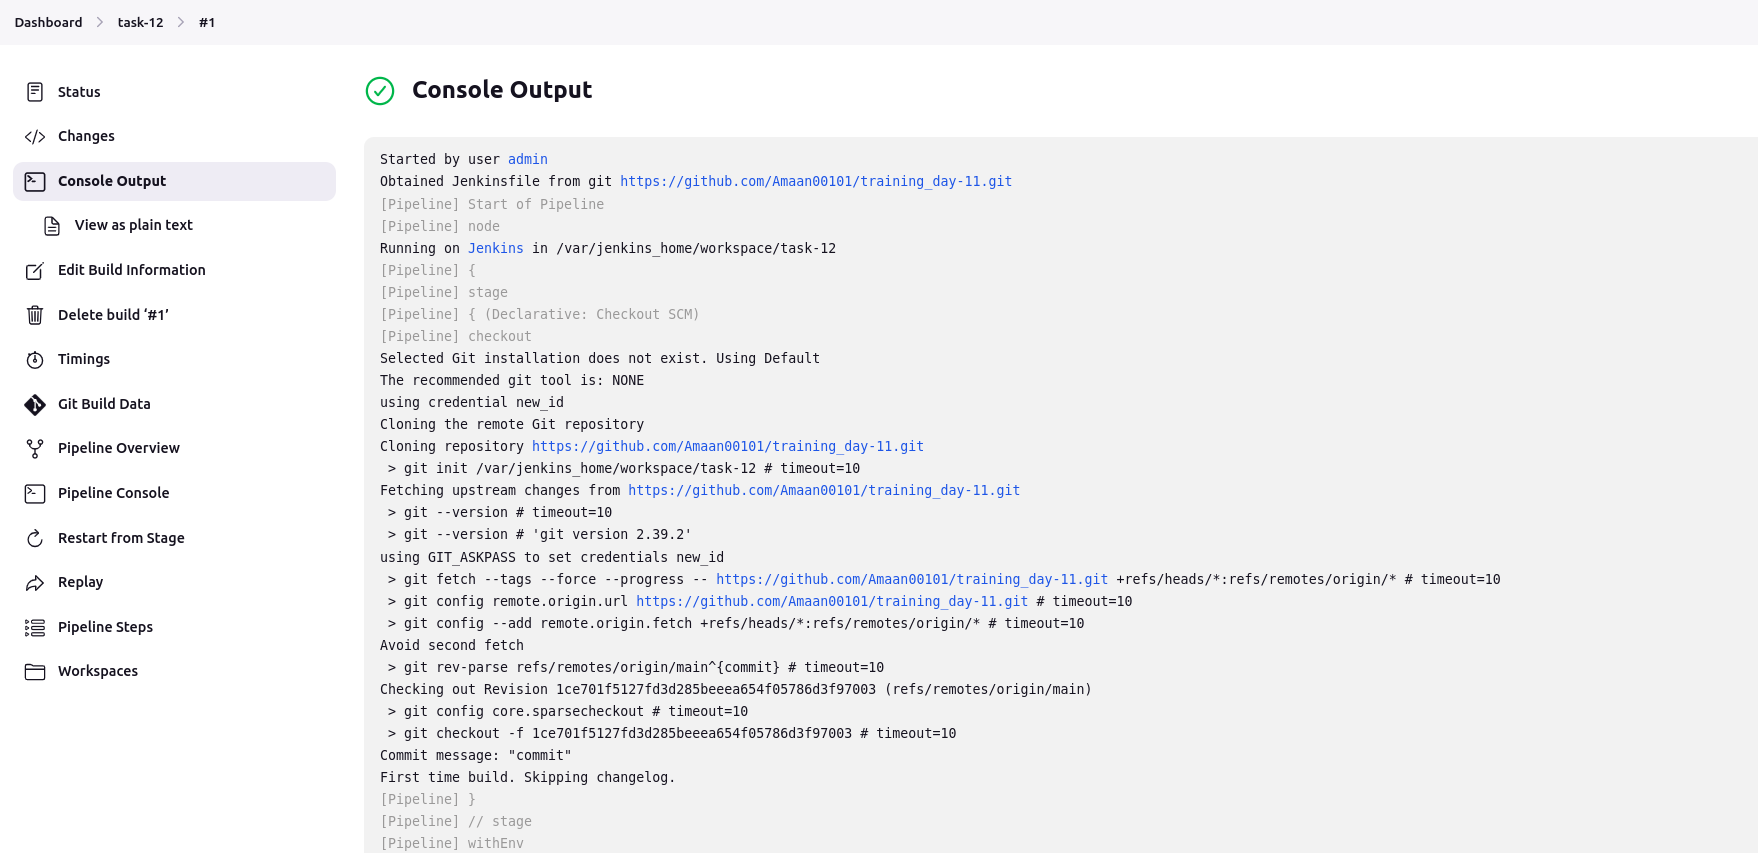 Dashboard > task-12 > #1
Status
Changes
Console Output
View as plain text
Edit Build Information
Delete build ‘#1’
Timings
Git Build Data
Pipeline Overview
Pipeline Console
Restart from Stage
Replay
Pipeline Steps
Workspaces
Console Output
Started by user admin
Obtained Jenkinsfile from git https://github.com/Amaan00101/training_day-11.git
[Pipeline] Start of Pipeline
[Pipeline] node
Running on Jenkins in /var/jenkins_home/workspace/task-12
[Pipeline] {
[Pipeline] stage
[Pipeline] { (Declarative: Checkout SCM)
[Pipeline] checkout
Selected Git installation does not exist. Using Default
The recommended git tool is: NONE
using credential new_id
Cloning the remote Git repository
Cloning repository https://github.com/Amaan00101/training_day-11.git
 > git init /var/jenkins_home/workspace/task-12 # timeout=10
Fetching upstream changes from https://github.com/Amaan00101/training_day-11.git
 > git --version # timeout=10
 > git --version # 'git version 2.39.2'
using GIT_ASKPASS to set credentials new_id
 > git fetch --tags --force --progress -- https://github.com/Amaan00101/training_day-11.git +refs/heads/*:refs/remotes/origin/* # timeout=10
 > git config remote.origin.url https://github.com/Amaan00101/training_day-11.git # timeout=10
 > git config --add remote.origin.fetch +refs/heads/*:refs/remotes/origin/* # timeout=10
Avoid second fetch
 > git rev-parse refs/remotes/origin/main^{commit} # timeout=10
Checking out Revision 1ce701f5127fd3d285beeea654f05786d3f97003 (refs/remotes/origin/main)
 > git config core.sparsecheckout # timeout=10
 > git checkout -f 1ce701f5127fd3d285beeea654f05786d3f97003 # timeout=10
Commit message: "commit"
First time build. Skipping changelog.
[Pipeline] }
[Pipeline] // stage
[Pipeline] withEnv